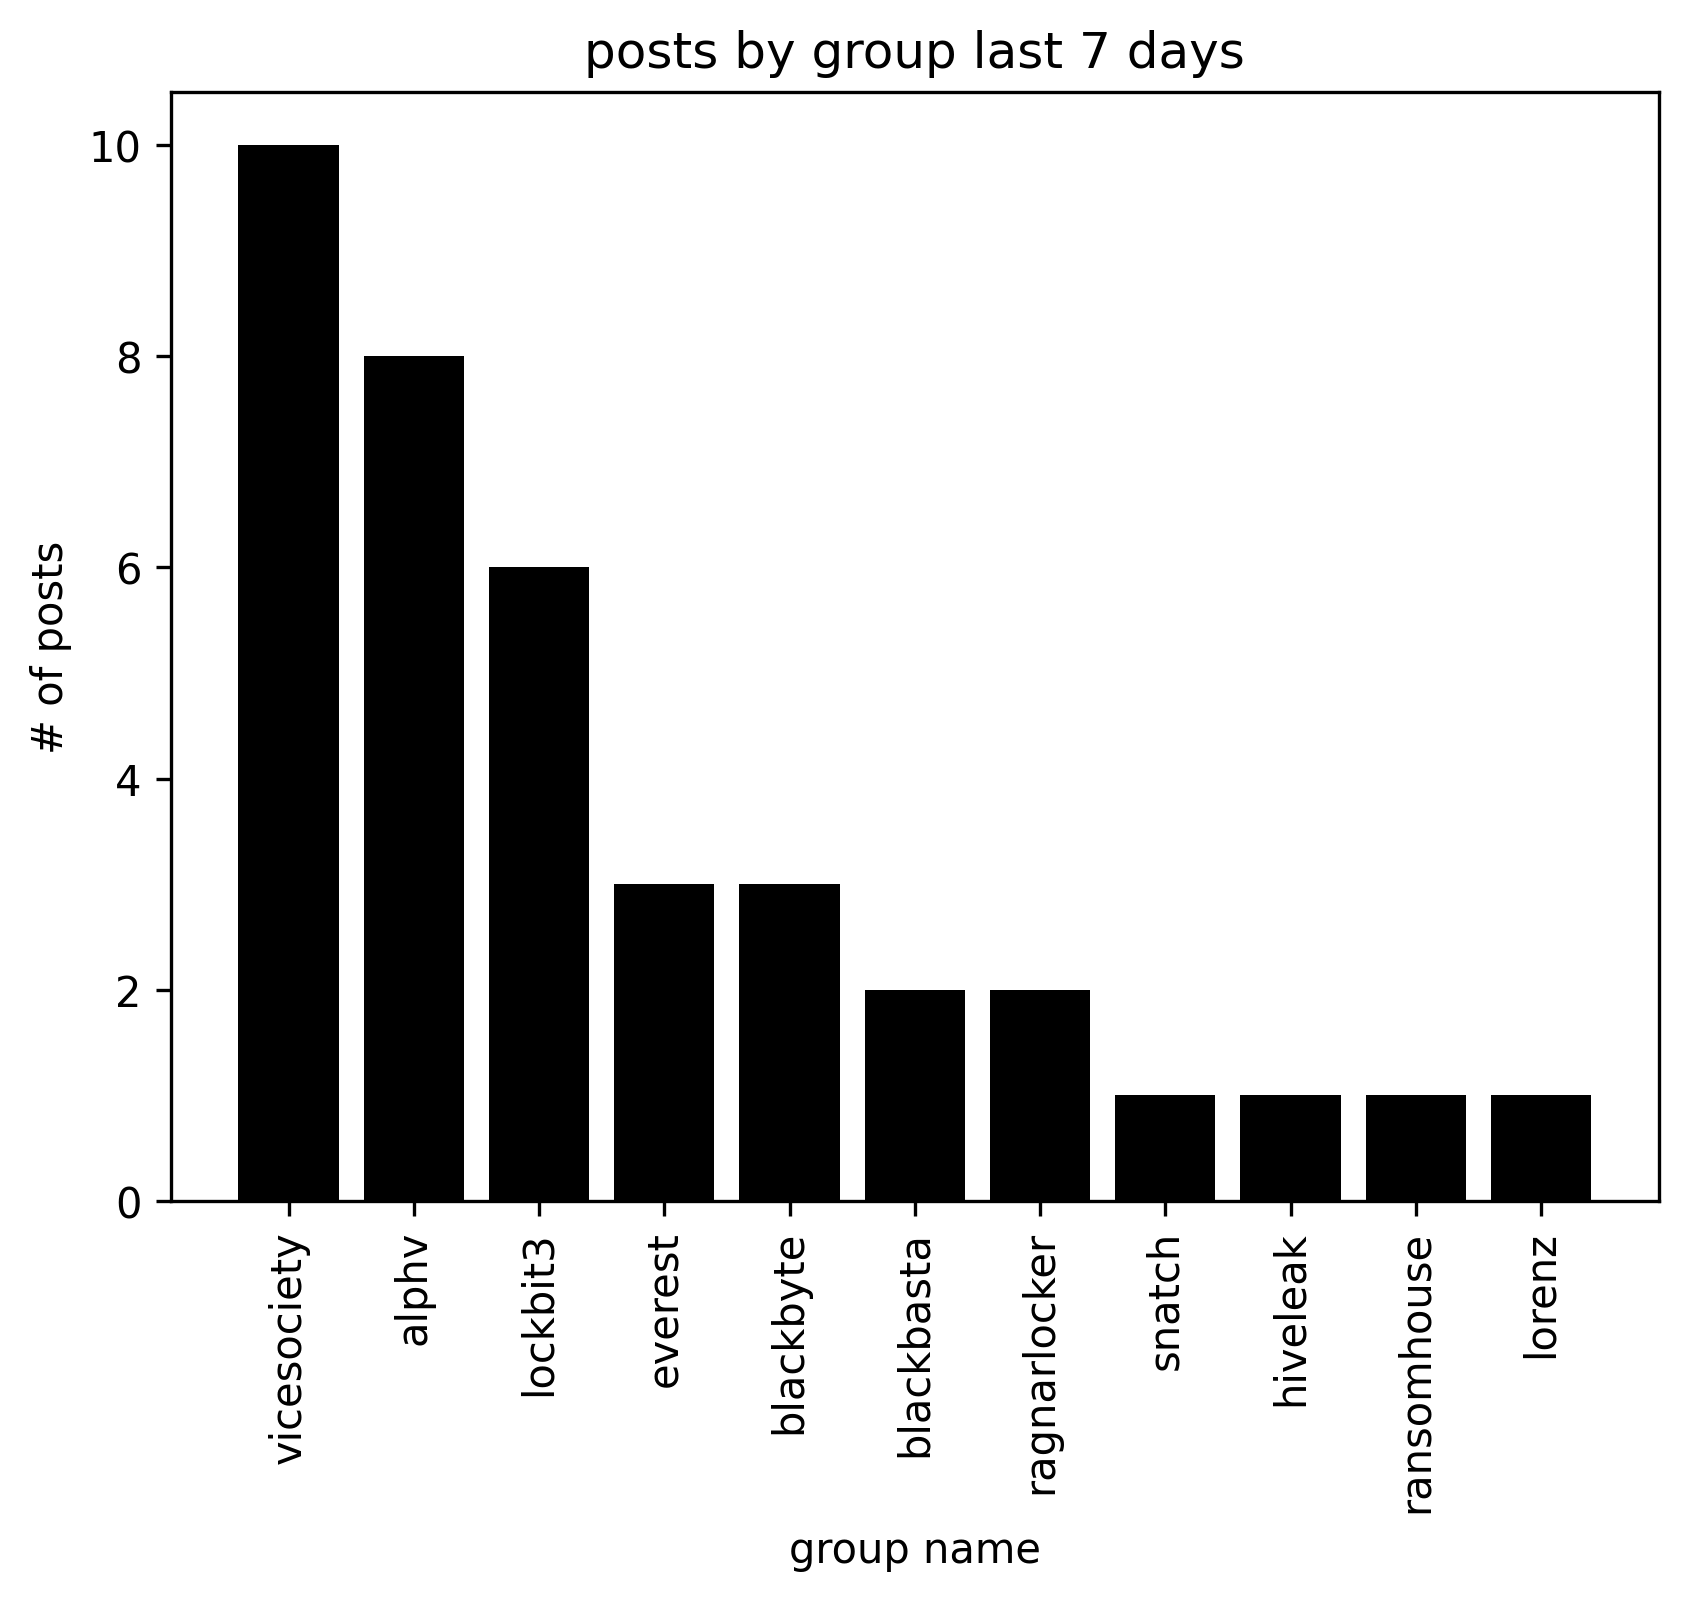 posts by group last 7 days
10
8
6
4
2
0
# of posts
vicesociety
alphv
lockbit3
everest
blackbyte
blackbasta
ragnarlocker
snatch
hiveleak
ransomhouse
lorenz
group name